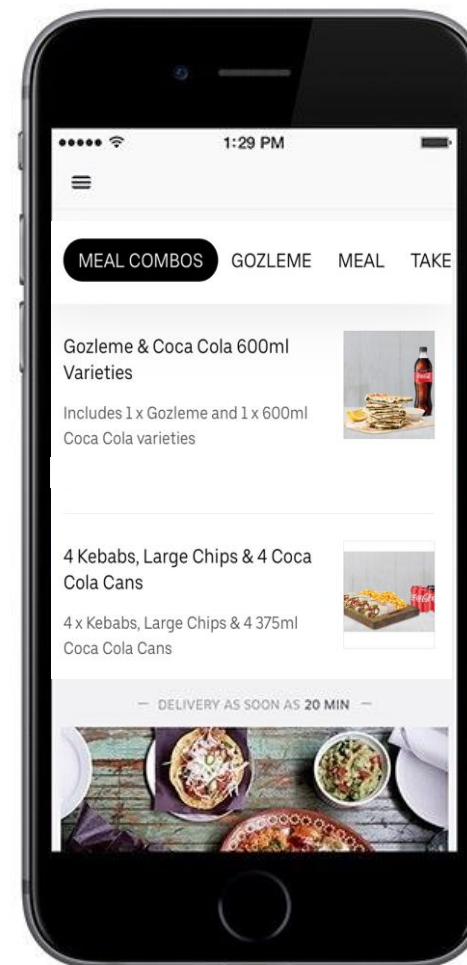 1:29 PM
MEAL COMBOS GOZLEME MEAL TAKE
Gozleme & Coca Cola 600ml
Varieties
Includes 1 x Gozleme and 1 x 600ml
Coca Cola varieties
4 Kebabs, Large Chips & 4 Coca
Cola Cans
4 x Kebabs, Large Chips & 4 375ml
Coca Cola Cans
— DELIVERY AS SOON AS 20 MIN —